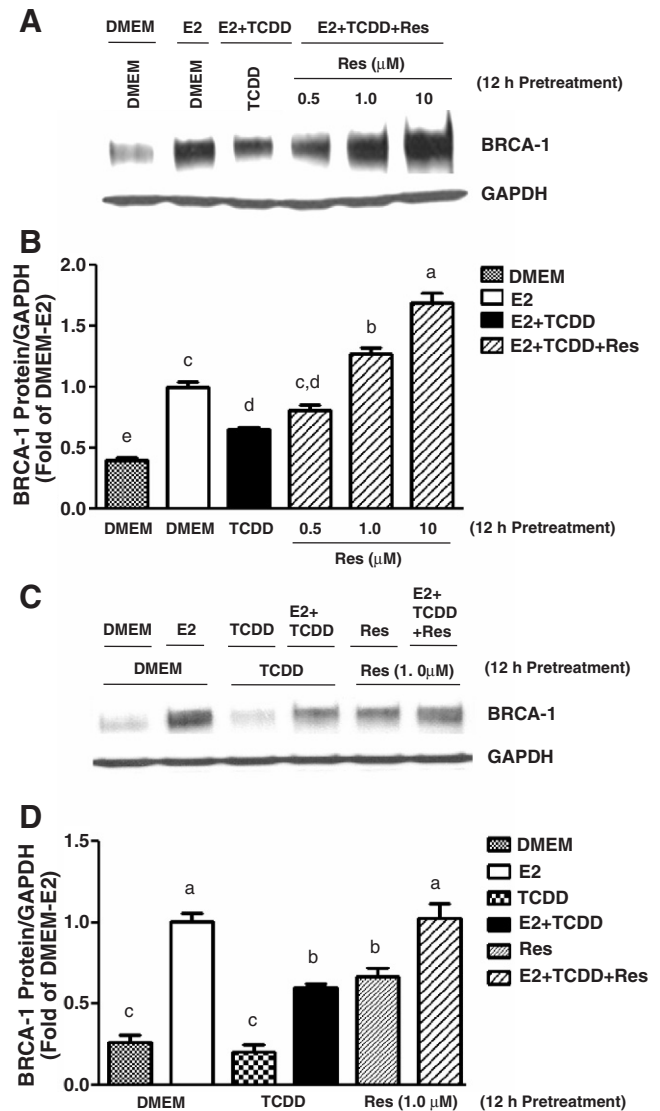 A
DMEM E2 E2+TCDD E2+TCDD+Res
Res (μM)
DMEM DMEM TCDD 0.5 1.0 10 (12 h Pretreatment)
BRCA-1
GAPDH
B
BRCA-1 Protein/GAPDH
(Fold of DMEM-E2)
2.0
1.5
1.0
0.5
0.0
e c d c,d b a
DMEM
E2
E2+TCDD
E2+TCDD+Res
DMEM DMEM TCDD 0.5 1.0 10 (12 h Pretreatment)
Res (μM)
C
DMEM E2 TCDD E2+ TCDD Res E2+ TCDD +Res
DMEM TCDD Res (1. 0μM) (12 h Pretreatment)
BRCA-1
GAPDH
D
BRCA-1 Protein/GAPDH
(Fold of DMEM-E2)
1.5
1.0
0.5
0.0
c a c b b a
DMEM
E2
TCDD
E2+TCDD
Res
E2+TCDD+Res
DMEM TCDD Res (1.0 μM) (12 h Pretreatment)